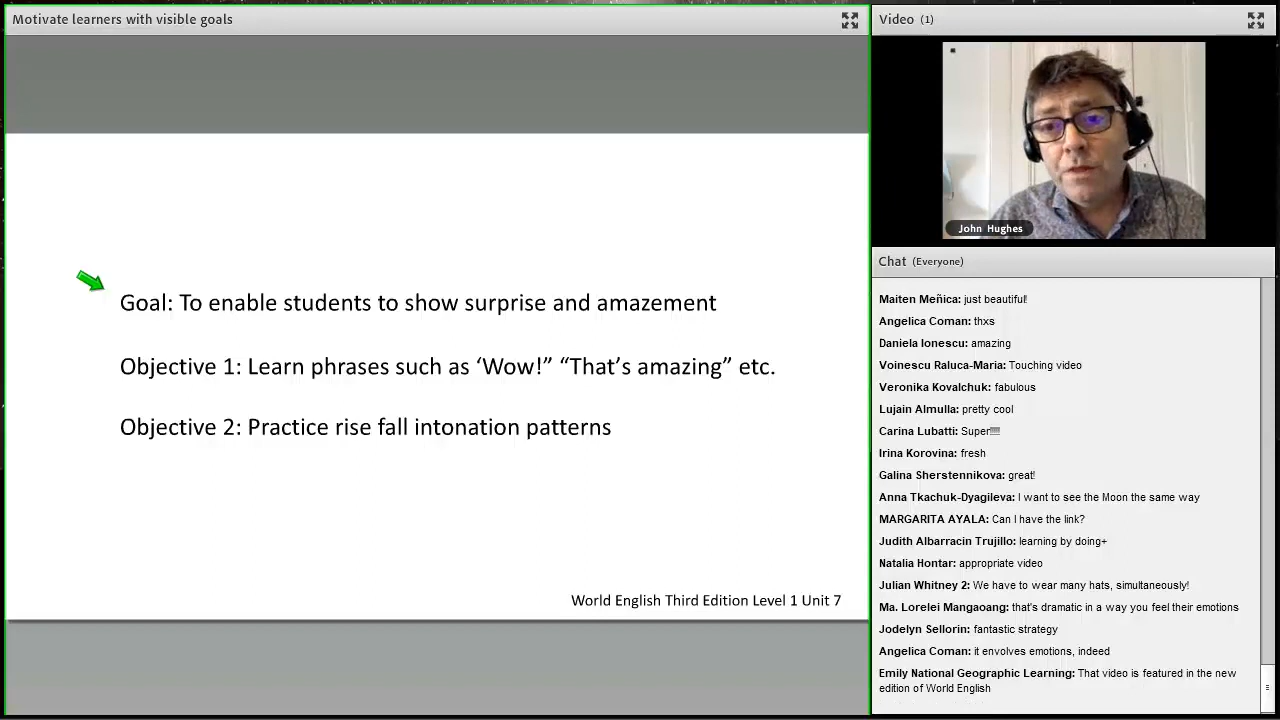 Motivate learners with visible goals
Goal: To enable students to show surprise and amazement
Objective 1: Learn phrases such as ‘Wow!” “That’s amazing” etc.
Objective 2: Practice rise fall intonation patterns
World English Third Edition Level 1 Unit 7
Video (1)
John Hughes
Chat (Everyone)
Maiten Meñica: just beautiful!
Angelica Coman: thxs
Daniela Ionescu: amazing
Voinescu Raluca-Maria: Touching video
Veronika Kovalchuk: fabulous
Lujain Almulla: pretty cool
Carina Lubatti: Super!!!!!
Irina Korovina: fresh
Galina Sherstennikova: great!
Anna Tkachuk-Dyagileva: I want to see the Moon the same way
MARGARITA AYALA: Can I have the link?
Judith Albarracin Trujillo: learning by doing+
Natalia Hontar: appropriate video
Julian Whitney 2: We have to wear many hats, simultaneously!
Ma. Lorelei Mangaoang: that's dramatic in a way you feel their emotions
Jodelyn Sellorin: fantastic strategy
Angelica Coman: it envolves emotions, indeed
Emily National Geographic Learning: That video is featured in the new
edition of World English